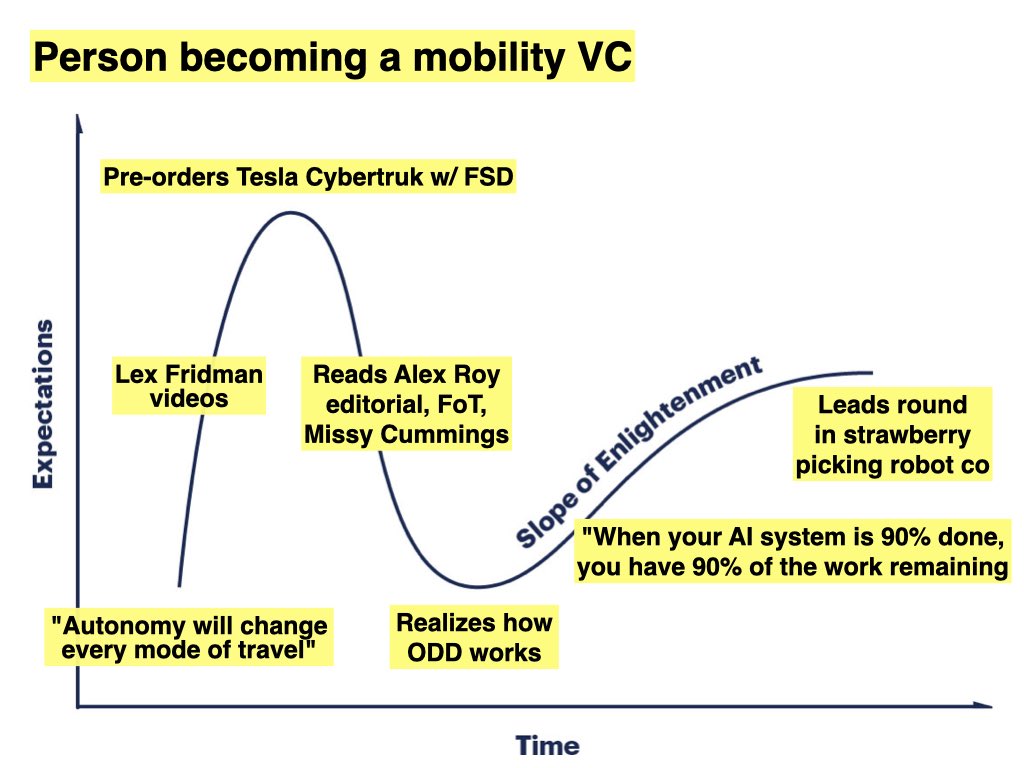 Person becoming a mobility VC
Pre-orders Tesla Cybertruk w/ FSD
Lex Fridman
videos
Reads Alex Roy
editorial, FoT,
Missy Cummings
Expectations
Slope of Enlightenment
Leads round
in strawberry
picking robot co
"When your AI system is 90% done,
you have 90% of the work remaining
"Autonomy will change
every mode of travel"
Realizes how
ODD works
Time